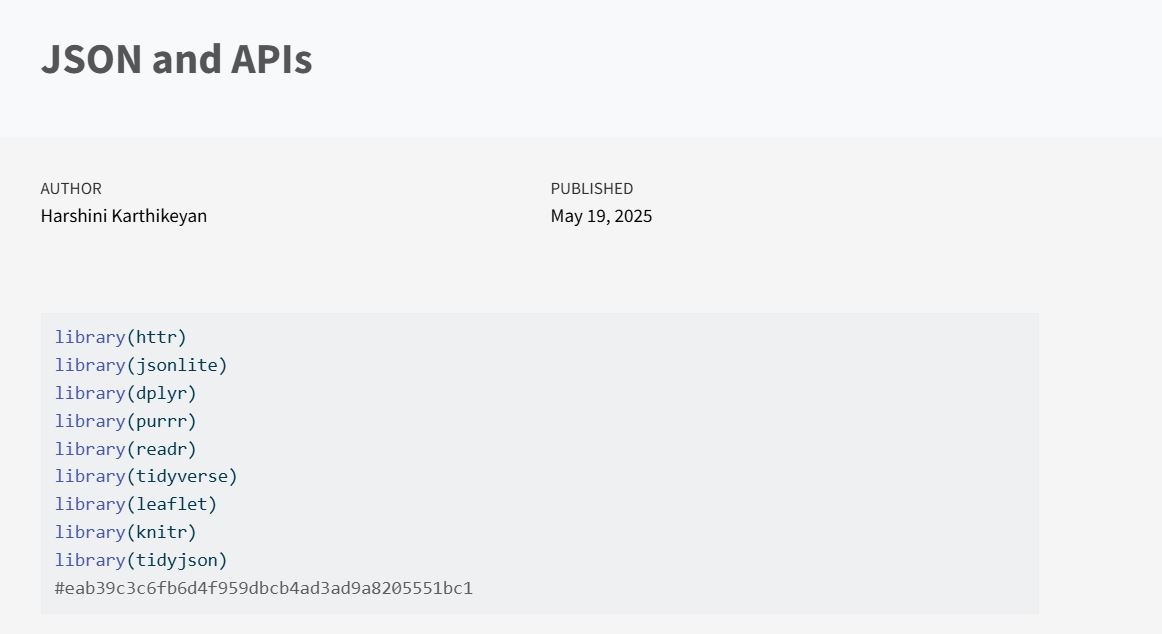 JSON and APIs
AUTHOR
PUBLISHED
Harshini Karthikeyan
May 19, 2025
library(httr)
library(jsonlite)
library(dplyr)
library(purrr)
library(readr)
library(tidyverse)
library(leaflet)
library(knitr)
library(tidyjson)
#eab39c3c6fb6d4f959dbcb4ad3ad9a8205551bc1